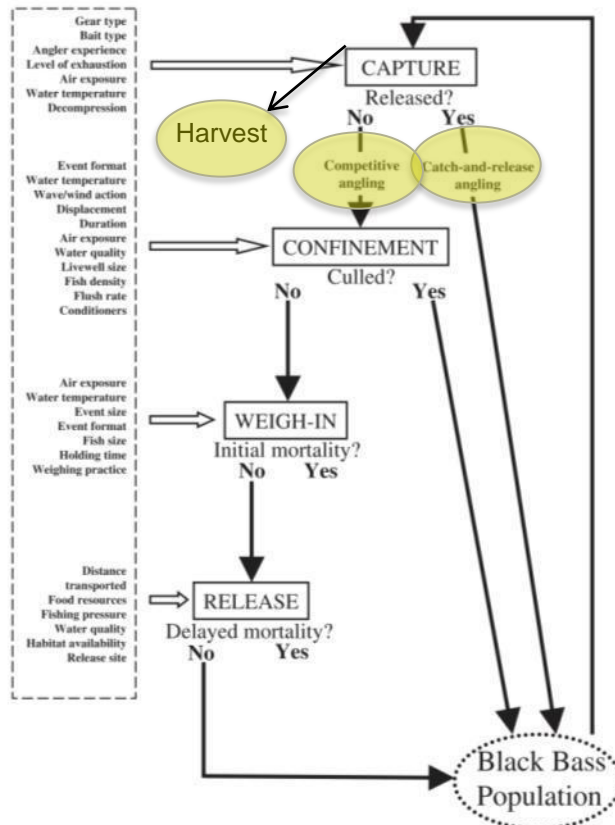 Gear type
Bait type
Angler experience
Level of exhaustion
Air exposure
Water temperature
Decompression
CAPTURE
Released?
No Yes
Harvest
Competitive
angling
Catch-and-release
angling
Event format
Water temperature
Wave/wind action
Displacement
Duration
Air exposure
Water quality
Livewell size
Fish density
Flush rate
Conditioners
CONFINEMENT
Culled?
No Yes
Air exposure
Water temperature
Event size
Event format
Fish size
Holding time
Weighing practice
WEIGH-IN
Initial mortality?
No Yes
Distance
transported
Food resources
Fishing pressure
Water quality
Habitat availability
Release site
RELEASE
Delayed mortality?
No Yes
Black Bass
Population